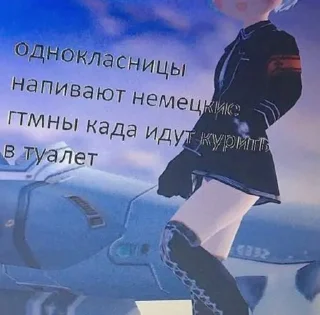 однокласницы
напивают немецкие
гтмны када идут курить
в туалет